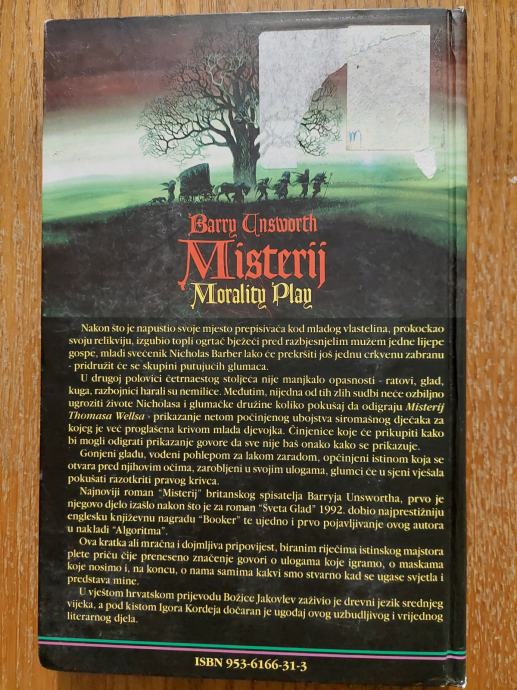 m
Barry Unsworth
Misterij
Morality Play
Nakon što je napustio svoje mjesto prepisivača kod mladog vlastelina, prokockao
svoju relikviju, izgubio topli ogrtač bježeći pred razbjesnjelim mužem jedne lijepe
gospe, mladi svećenik Nicholas Barber lako će prekršiti još jednu crkvenu zabranu
- pridružit će se skupini putujućih glumaca.
U drugoj polovici četrnaestog stoljeća nije manjkalo opasnosti - ratovi, glad,
kuga, razbojnici harali su nemilice. Međutim, nijedna od tih zlih sudbi neće ozbiljno
ugroziti živote Nicholasa i glumačke družine koliko pokušaj da odigraju Misterij
Thomasa Wellsa - prikazanje netom počinjenog ubojstva siromašnog dječaka za
kojeg je već proglašena krivom mlada djevojka. Činjenice koje će prikupiti kako
bi mogli odigrati prikazanje govore da sve nije baš onako kako se prikazuje.
Gonjeni glađu, vođeni pohlepom za lakom zaradom, opčinjeni istinom koja se
otvara pred njihovim očima, zarobljeni u svojim ulogama, glumci će u sjeni vješala
pokušati razotkriti pravog krivca.
Najnoviji roman "Misterij" britanskog spisatelja Barryja Unswortha, prvo je
njegovo djelo izašlo nakon što je za roman "Sveta Glad" 1992. dobio najprestižniju
englesku književnu nagradu "Booker" te ujedno i prvo pojavljivanje ovog autora
u nakladi "Algoritma".
Ova kratka ali mračna i dojmljiva pripovijest, biranim riječima istinskog majstora
plete priču čije preneseno značenje govori o ulogama koje igramo, o maskama
koje nosimo i, na koncu, o nama samima kakvi smo stvarno kad se ugase svjetla i
predstava mine.
U vještom hrvatskom prijevodu Božice Jakovlev zaživio je drevni jezik srednjeg
vijeka, a pod kistom Igora Kordeja dočaran je ugođaj ovog uzbudljivog i vrijednog
literarnog djela.
ISBN 953-6166-31-3